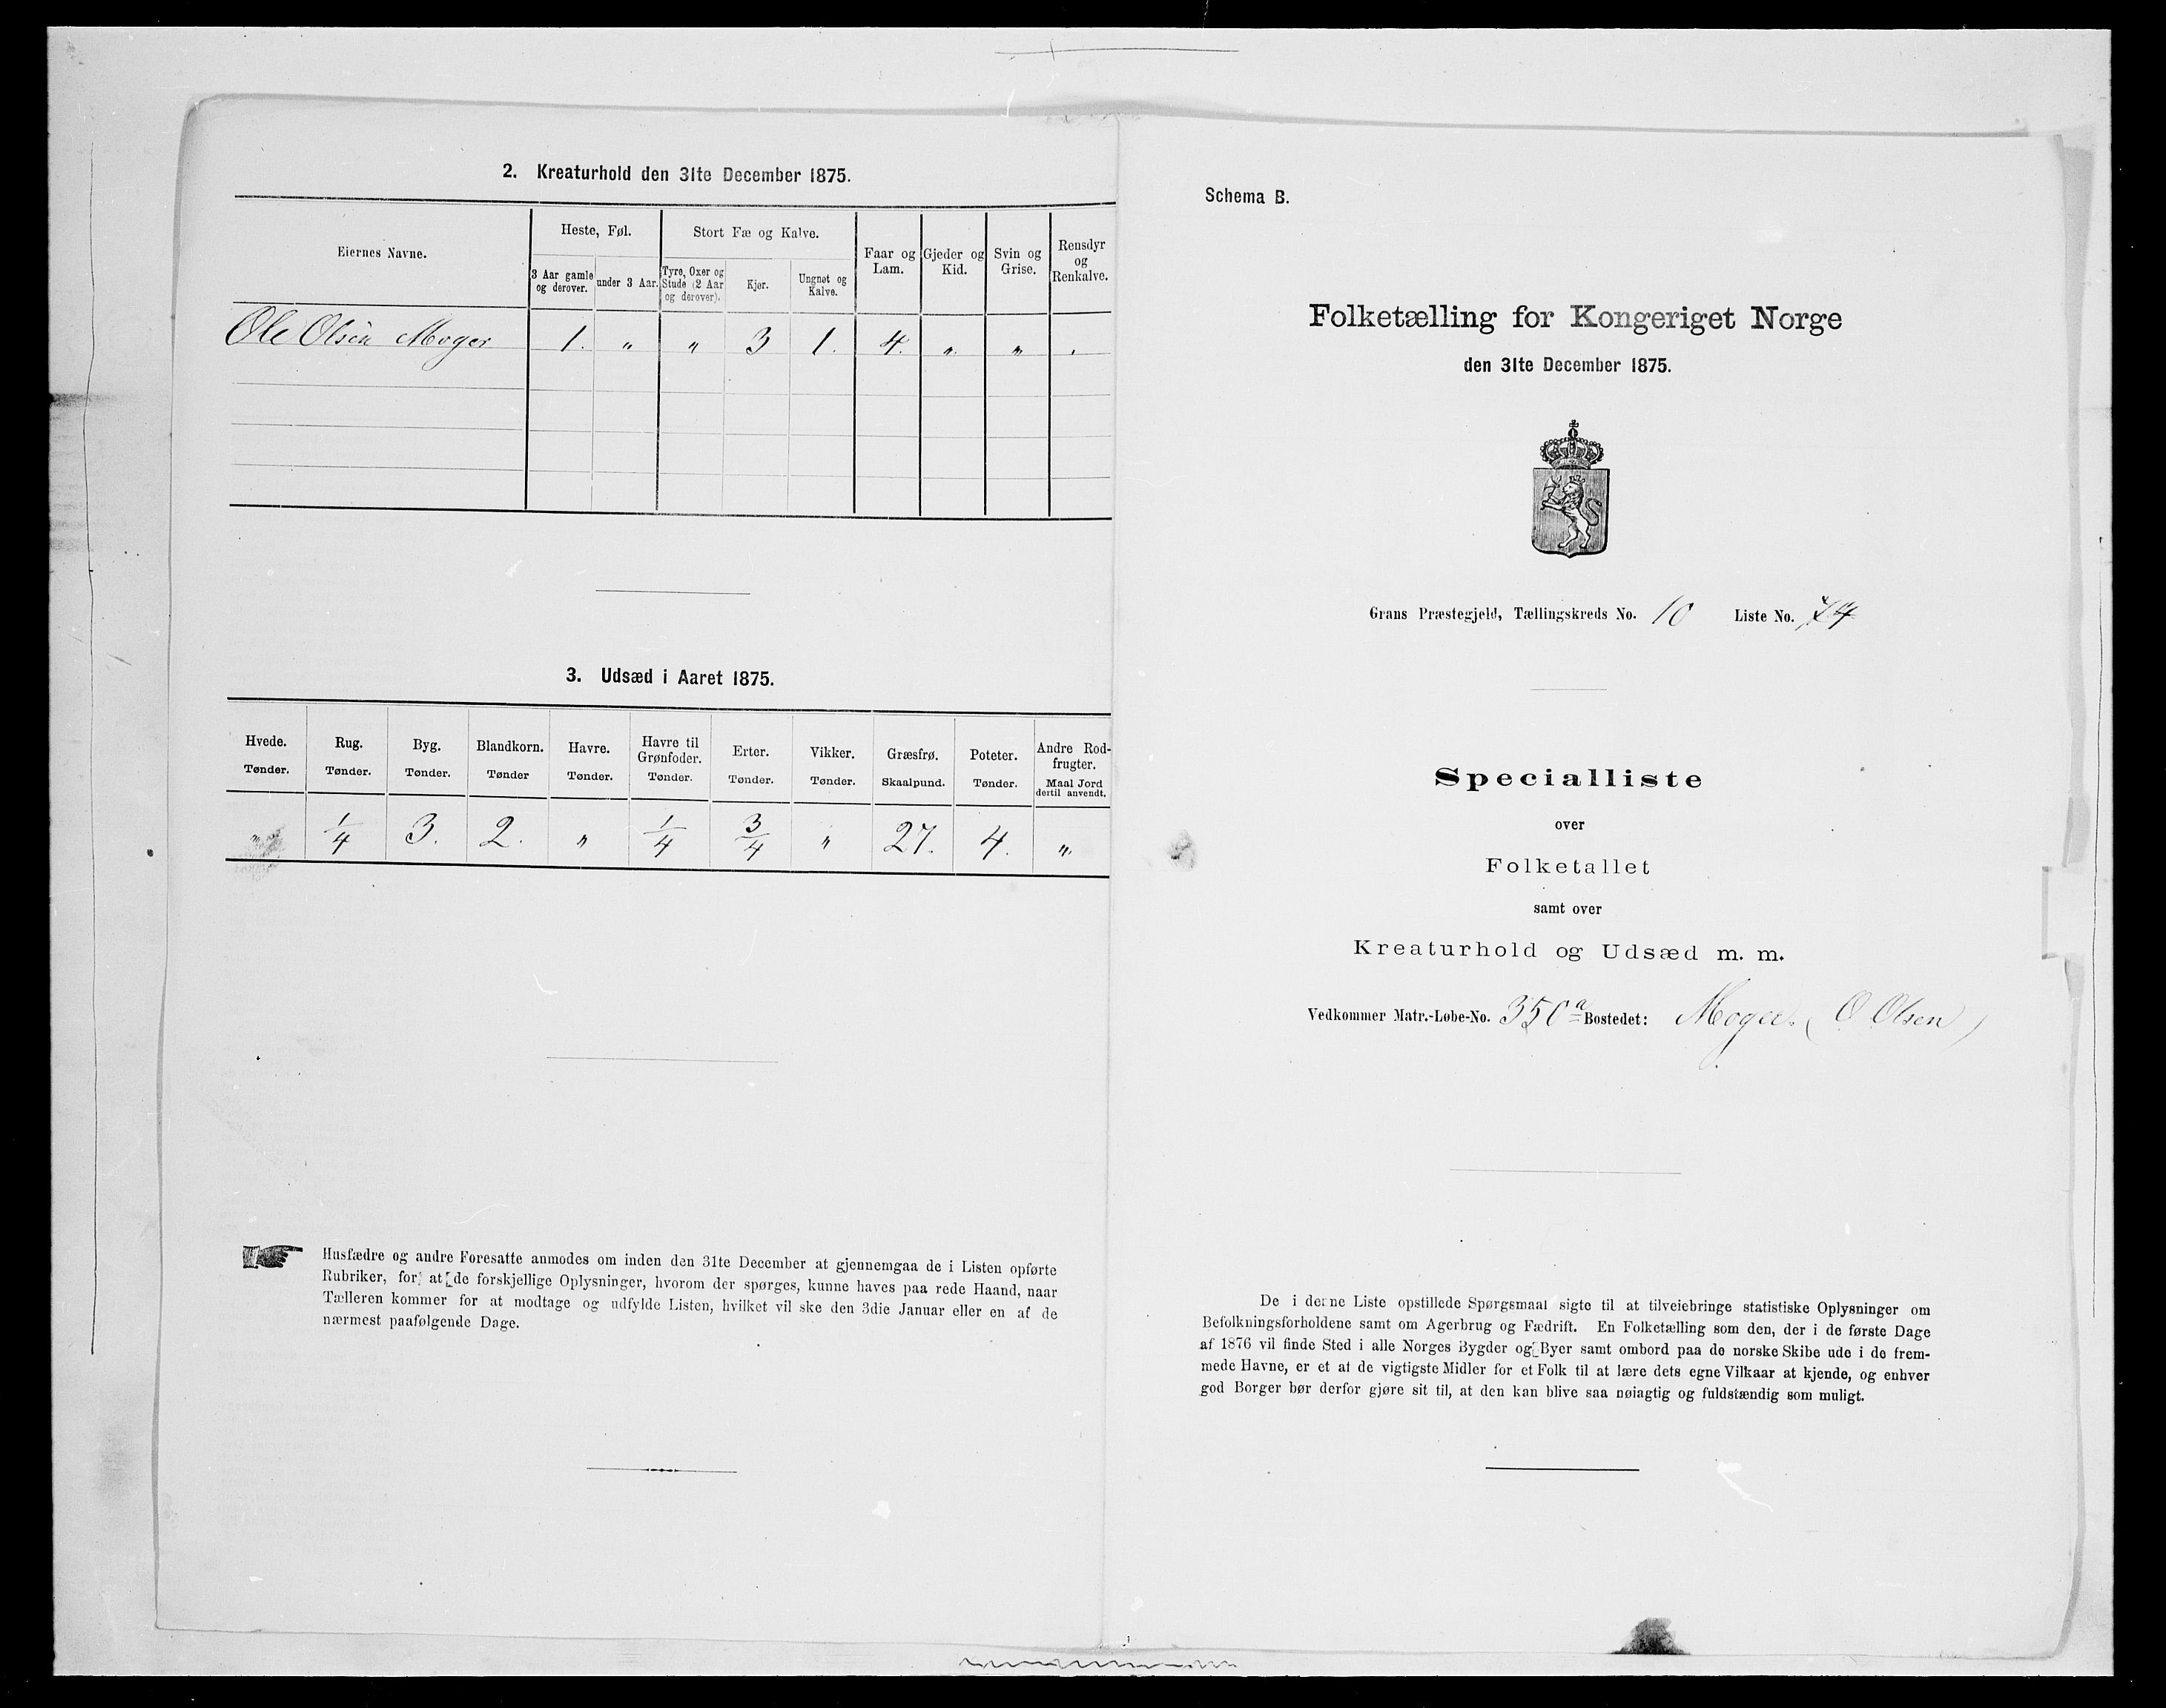 2. Kreaturhold den 31te December 1875.
Eiernes Navne.
Heste, Føl.
Stort Fæ og Kalve.
Faar og Lam.
Gjeder og Kid.
Svin og Grise.
Rensdyr og Renkalve.
3 Aar gamle og derover.
under 3 Aar.
Tyre, Oxer og Stude (2 Aar og derover).
Kjør.
Ungnøt og Kalve.
Ole Olsen Moger 1. " " 3 1. 4. " " .
3. Udsæd i Aaret 1875.
Hvede. Rug. Byg. Blandkorn. Havre. Havre til Grønfoder. Erter. Vikker. Græsfrø. Poteter. Andre Rodfrugter.
Tønder. Tønder. Tønder. Tønder Tønder. Tønder. Tønder. Tønder. Skaalpund. Tønder. Maal Jord dertil anvendt.
" 1/4 3. 2. " 1/4 3/4 " 27. 4. "
Husfædre og andre Foresatte anmodes om inden den 31te December at gjennemgaa de i Listen opførte
Rubriker, for at de forskjellige Oplysninger, hvorom der spørges, kunne haves paa rede Haand, naar
Tælleren kommer for at modtage og udfylde Listen, hvilket vil ske den 3die Januar eller en af de
nærmest paafølgende Dage.
Schema B.
Folketælling for Kongeriget Norge
den 31te December 1875.
Grans Præstegjeld, Tællingskreds No. 10 Liste No.
Specialliste
over
Folketallet
samt over
Kreaturhold og Udsæd m. m.
Vedkommer Matr.-Løbe-No. 350a Bostedet: Moger. (O Olsen)
De i denne Liste opstillede Spørgsmaal sigte til at tilveiebringe statistiske Oplysninger om
Befolkningsforholdene samt om Agerbrug og Fædrift. En Folketælling som den, der i de første Dage
af 1876 vil finde Sted i alle Norges Bygder og Byer samt ombord paa de norske Skibe ude i de frem-
mede Havne, er et at de vigtigste Midler for et Folk til at lære dets egne Vilkaar at kjende, og enhver
god Borger bør derfor gjøre sit til, at den kan blive saa nøiagtig og fuldstændig som muligt.